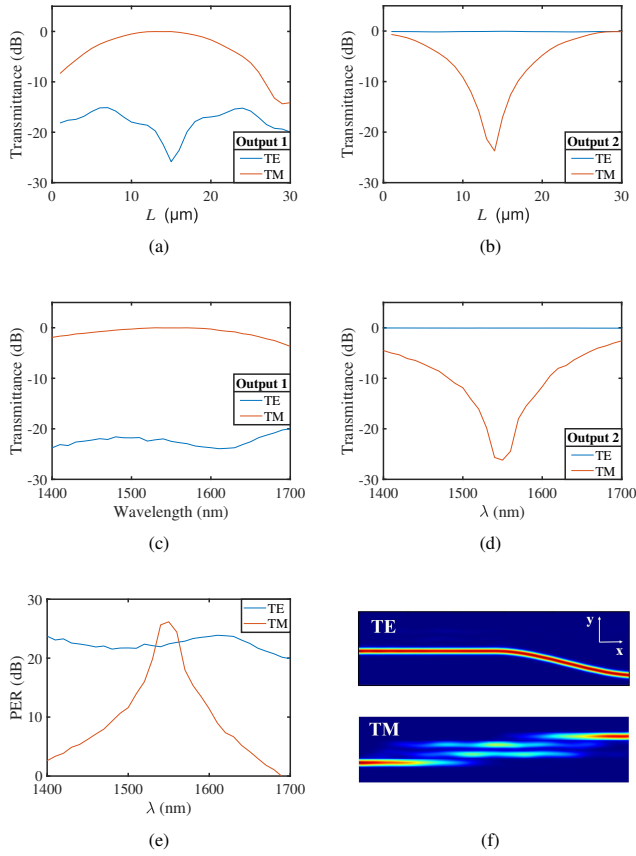 0
-10
-20
-30
Transmittance (dB)
Output 1
TE
TM
0 10 20 30
L (μm)
(a)
0
-10
-20
-30
Transmittance (dB)
Output 2
TE
TM
0 10 20 30
L (μm)
(b)
0
-10
-20
-30
Transmittance (dB)
Output 1
TE
TM
1400 1500 1600 1700
Wavelength (nm)
(c)
0
-10
-20
-30
Transmittance (dB)
Output 2
TE
TM
1400 1500 1600 1700
λ (nm)
(d)
30
20
10
0
PER (dB)
TE
TM
1400 1500 1600 1700
λ (nm)
(e)
TE
y
x
TM
(f)